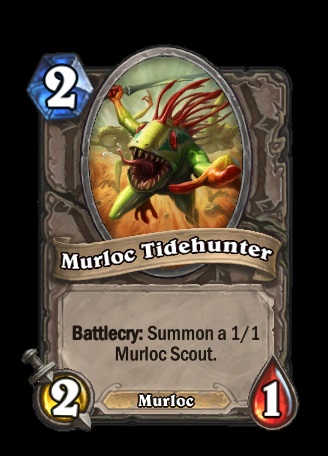 2
Murloc Tidehunter
Battlecry: Summon a 1/1
Murloc Scout.
2
Murloc
1